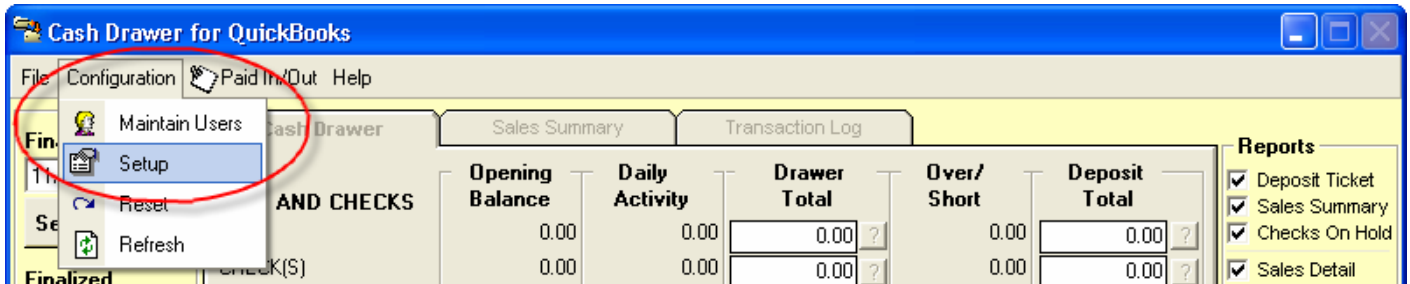 Cash Drawer for QuickBooks
File Configuration Paid In/Out Help
Maintain Users
Setup
Reset
Refresh
Cash Drawer Sales Summary Transaction Log
Opening Balance Daily Activity Drawer Total Over/ Short Deposit Total
AND CHECKS
0.00 0.00 0.00 ? 0.00 0.00 ?
CHECK(S) 0.00 0.00 0.00 ? 0.00 0.00 ?
Finalized
Reports
Deposit Ticket
Sales Summary
Checks On Hold
Sales Detail